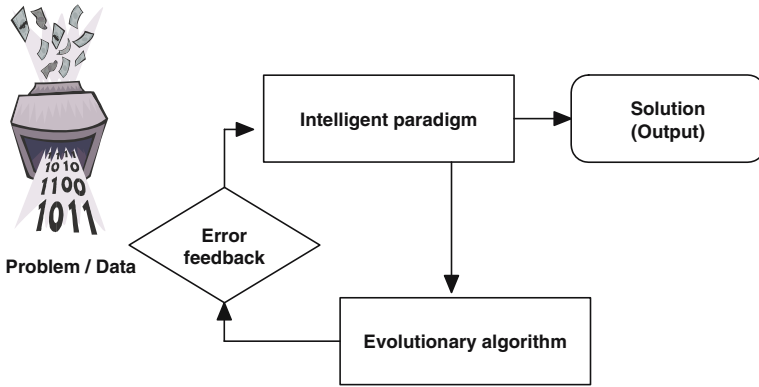 1010
1100
1011
Problem / Data
Intelligent paradigm
Solution
(Output)
Error
feedback
Evolutionary algorithm